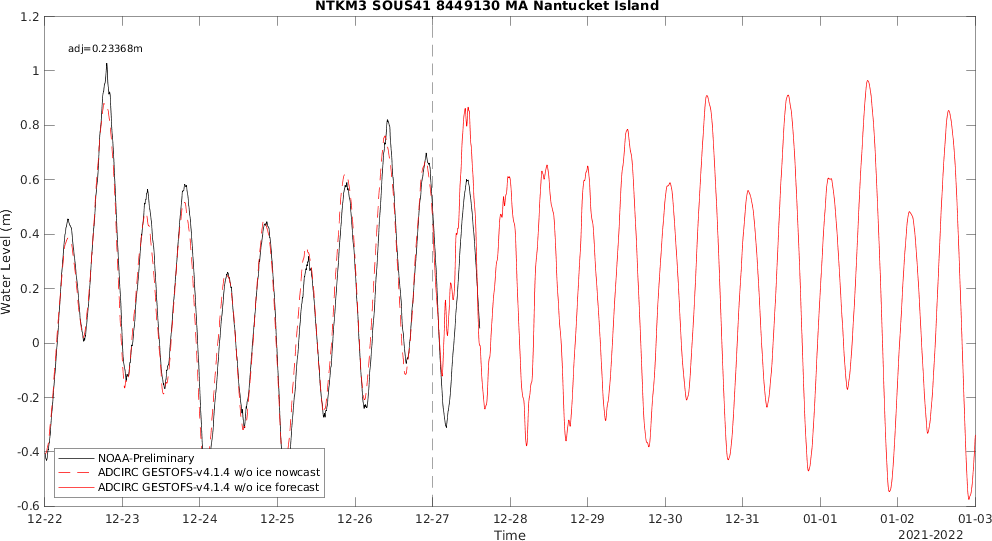 NTKM3 SOUS41 8449130 MA Nantucket Island
1.2
adj=0.23368m
1
0.8
0.6
0.4
0.2
0
-0.2
-0.4
-0.6
Water Level (m)
NOAA-Preliminary
ADCIRC GESTOFS-v4.1.4 w/o ice nowcast
ADCIRC GESTOFS-v4.1.4 w/o ice forecast
12-22 12-23 12-24 12-25 12-26 12-27 12-28 12-29 12-30 12-31 01-01 01-02 01-03
Time
2021-2022